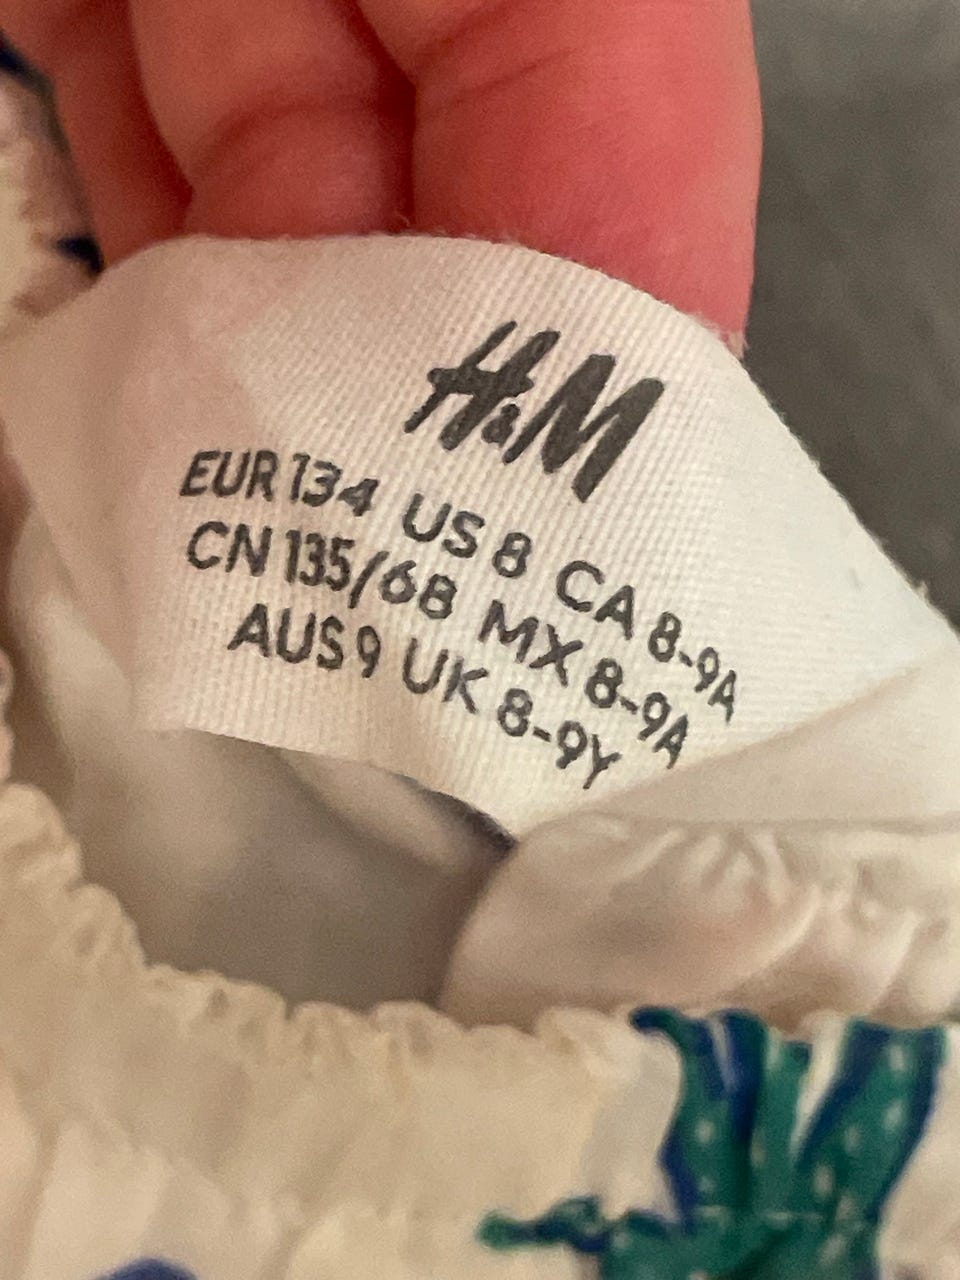 H&M
EUR 134 US 8 CA 8-9A
CN 135/68 MX 8-9A
AUS 9 UK 8-9Y